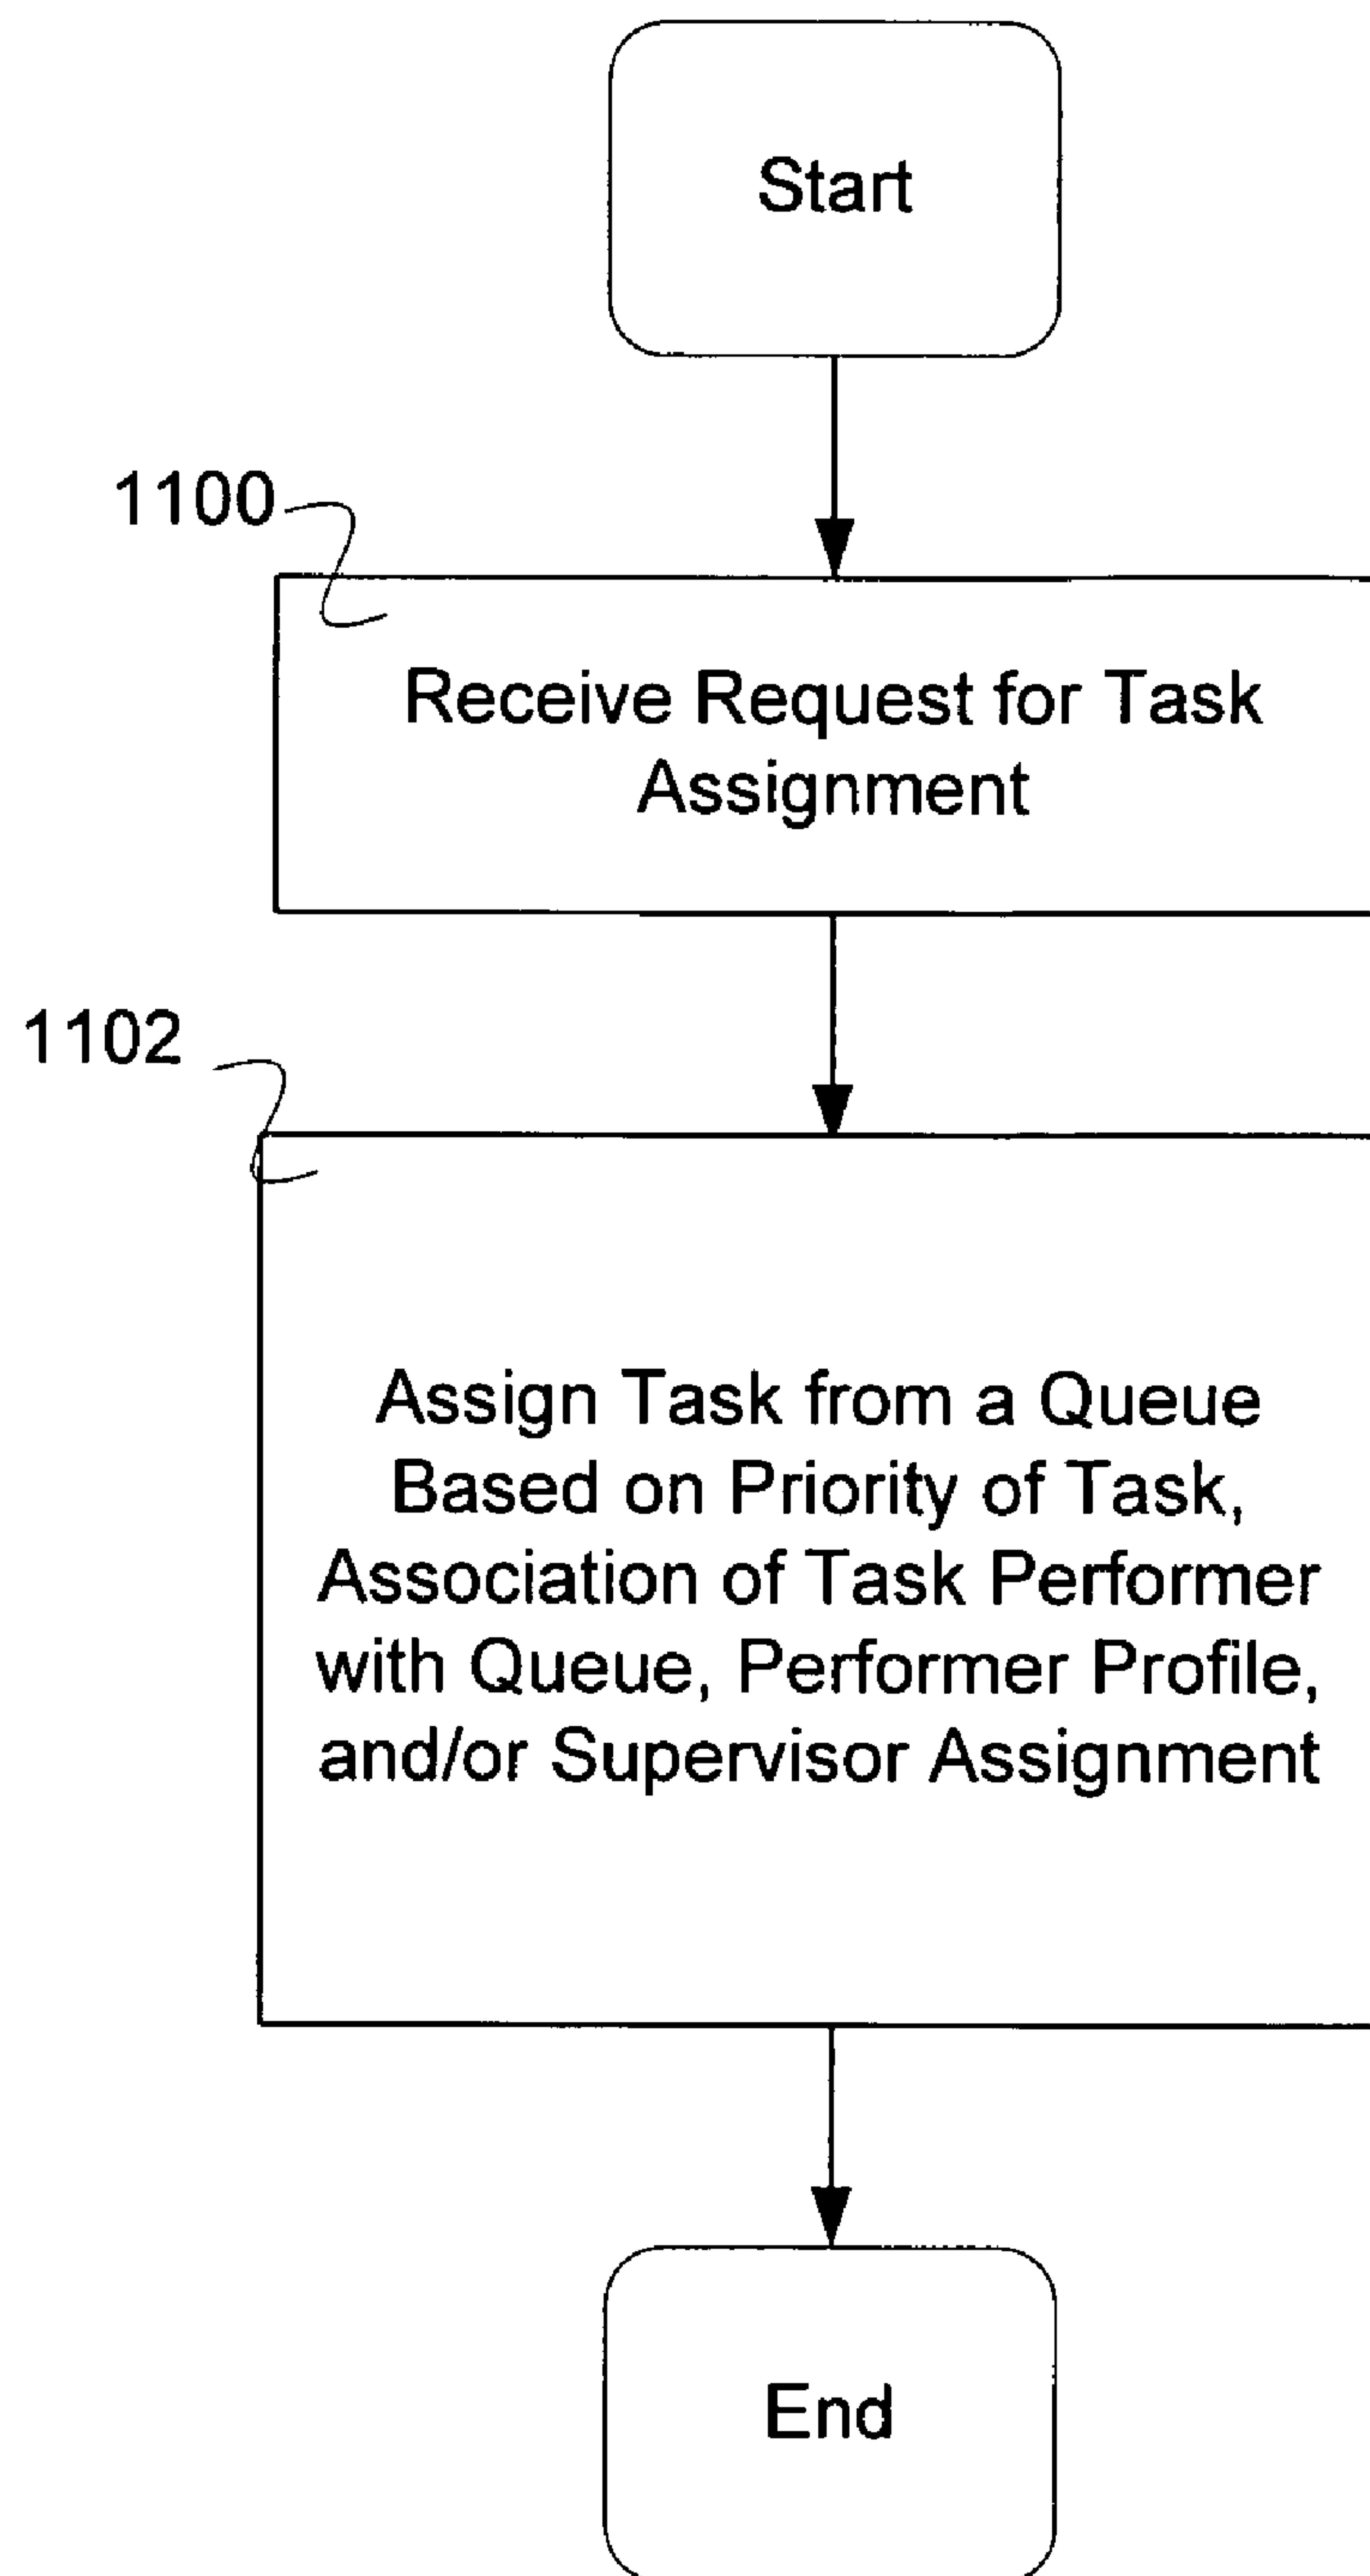 Start
1100
Receive Request for Task
Assignment
1102
Assign Task from a Queue
Based on Priority of Task,
Association of Task Performer
with Queue, Performer Profile,
and/or Supervisor Assignment
End